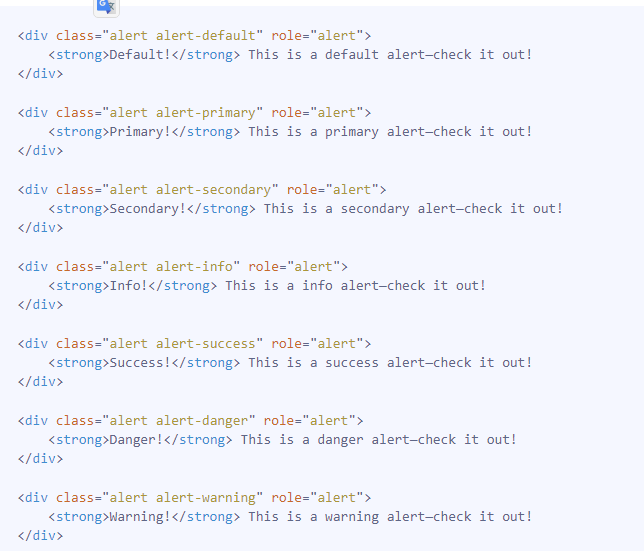 <div class="alert alert-default" role="alert">
    <strong>Default!</strong> This is a default alert—check it out!
</div>

<div class="alert alert-primary" role="alert">
    <strong>Primary!</strong> This is a primary alert—check it out!
</div>

<div class="alert alert-secondary" role="alert">
    <strong>Secondary!</strong> This is a secondary alert—check it out!
</div>

<div class="alert alert-info" role="alert">
    <strong>Info!</strong> This is a info alert—check it out!
</div>

<div class="alert alert-success" role="alert">
    <strong>Success!</strong> This is a success alert—check it out!
</div>

<div class="alert alert-danger" role="alert">
    <strong>Danger!</strong> This is a danger alert—check it out!
</div>

<div class="alert alert-warning" role="alert">
    <strong>Warning!</strong> This is a warning alert—check it out!
</div>